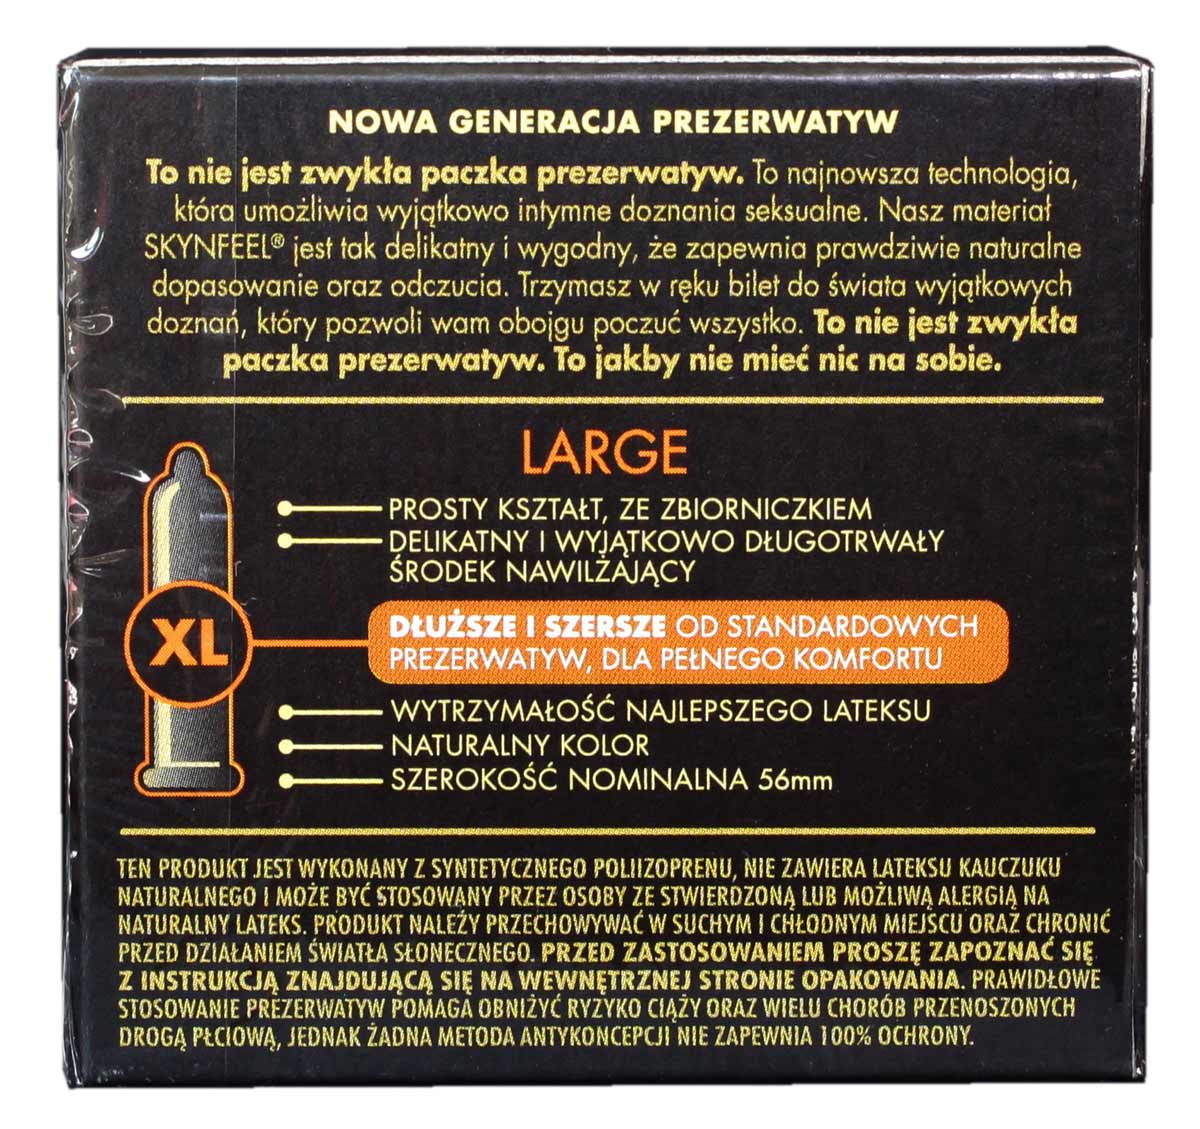 NOWA GENERACJA PREZERWATYW
To nie jest zwykła paczka prezerwatyw. To najnowsza technologia,
która umożliwia wyjątkowo intymne doznania seksualne. Nasz materiał
SKYNFEEL® jest tak delikatny i wygodny, że zapewnia prawdziwie naturalne
dopasowanie oraz odczucia. Trzymasz w ręku bilet do świata wyjątkowych
doznań, który pozwoli wam obojgu poczuć wszystko. To nie jest zwykła
paczka prezerwatyw. To jakby nie mieć nic na sobie.
LARGE
PROSTY KSZTAŁT, ZE ZBIORNICZKIEM
DELIKATNY I WYJĄTKOWO DŁUGOTRWAŁY
ŚRODEK NAWILŻAJĄCY
XL
DŁUŻSZE I SZERSZE OD STANDARDOWYCH
PREZERWATYW, DLA PEŁNEGO KOMFORTU
WYTRZYMAŁOŚĆ NAJLEPSZEGO LATEKSU
NATURALNY KOLOR
SZEROKOŚĆ NOMINALNA 56mm
TEN PRODUKT JEST WYKONANY Z SYNTETYCZNEGO POLIIZOPRENU, NIE ZAWIERA LATEKSU KAUCZUKU
NATURALNEGO I MOŻE BYĆ STOSOWANY PRZEZ OSOBY ZE STWIERDZONĄ LUB MOŻLIWĄ ALERGIĄ NA
NATURALNY LATEKS. PRODUKT NALEŻY PRZECHOWYWAĆ W SUCHYM I CHŁODNYM MIEJSCU ORAZ CHRONIĆ
PRZED DZIAŁANIEM ŚWIATŁA SŁONECZNEGO. PRZED ZASTOSOWANIEM PROSZĘ ZAPOZNAĆ SIĘ
Z INSTRUKCJĄ ZNAJDUJĄCĄ SIĘ NA WEWNĘTRZNEJ STRONIE OPAKOWANIA. PRAWIDŁOWE
STOSOWANIE PREZERWATYW POMAGA OBNIŻYĆ RYZYKO CIĄŻY ORAZ WIELU CHORÓB PRZENOSZONYCH
DROGĄ PŁCIOWĄ, JEDNAK ŻADNA METODA ANTYKONCEPCJI NIE ZAPEWNIA 100% OCHRONY.